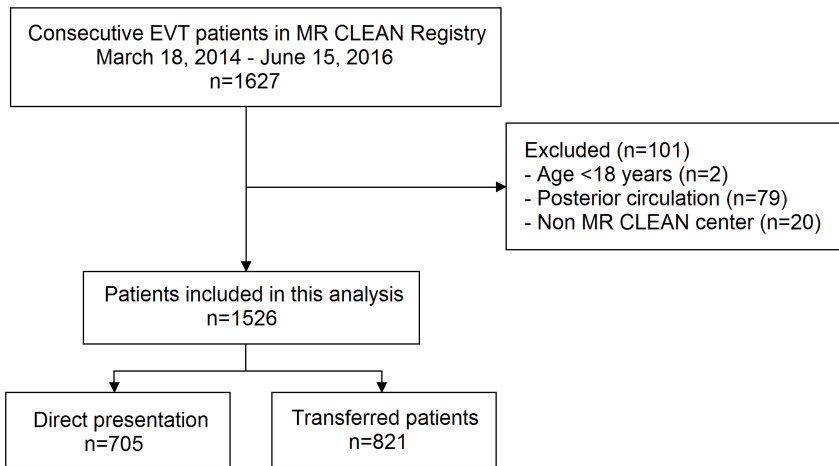 Consecutive EVT patients in MR CLEAN Registry
March 18, 2014 - June 15, 2016
n=1627
Excluded (n=101)
- Age <18 years (n=2)
- Posterior circulation (n=79)
- Non MR CLEAN center (n=20)
Patients included in this analysis
n=1526
Direct presentation
n=705
Transferred patients
n=821